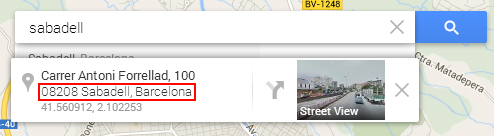 BV-1248
sabadell
Sabadell, Barcelona
Carrer Antoni Forrellad, 100
08208 Sabadell, Barcelona
41.560912, 2.102253
Street View
Ctra. Matadepera